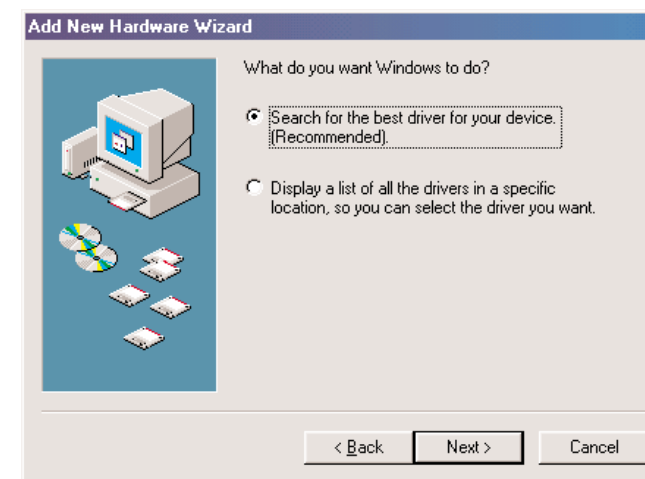 Add New Hardware Wizard
What do you want Windows to do?
Search for the best driver for your device.
(Recommended).
Display a list of all the drivers in a specific
location, so you can select the driver you want.
< Back
Next >
Cancel